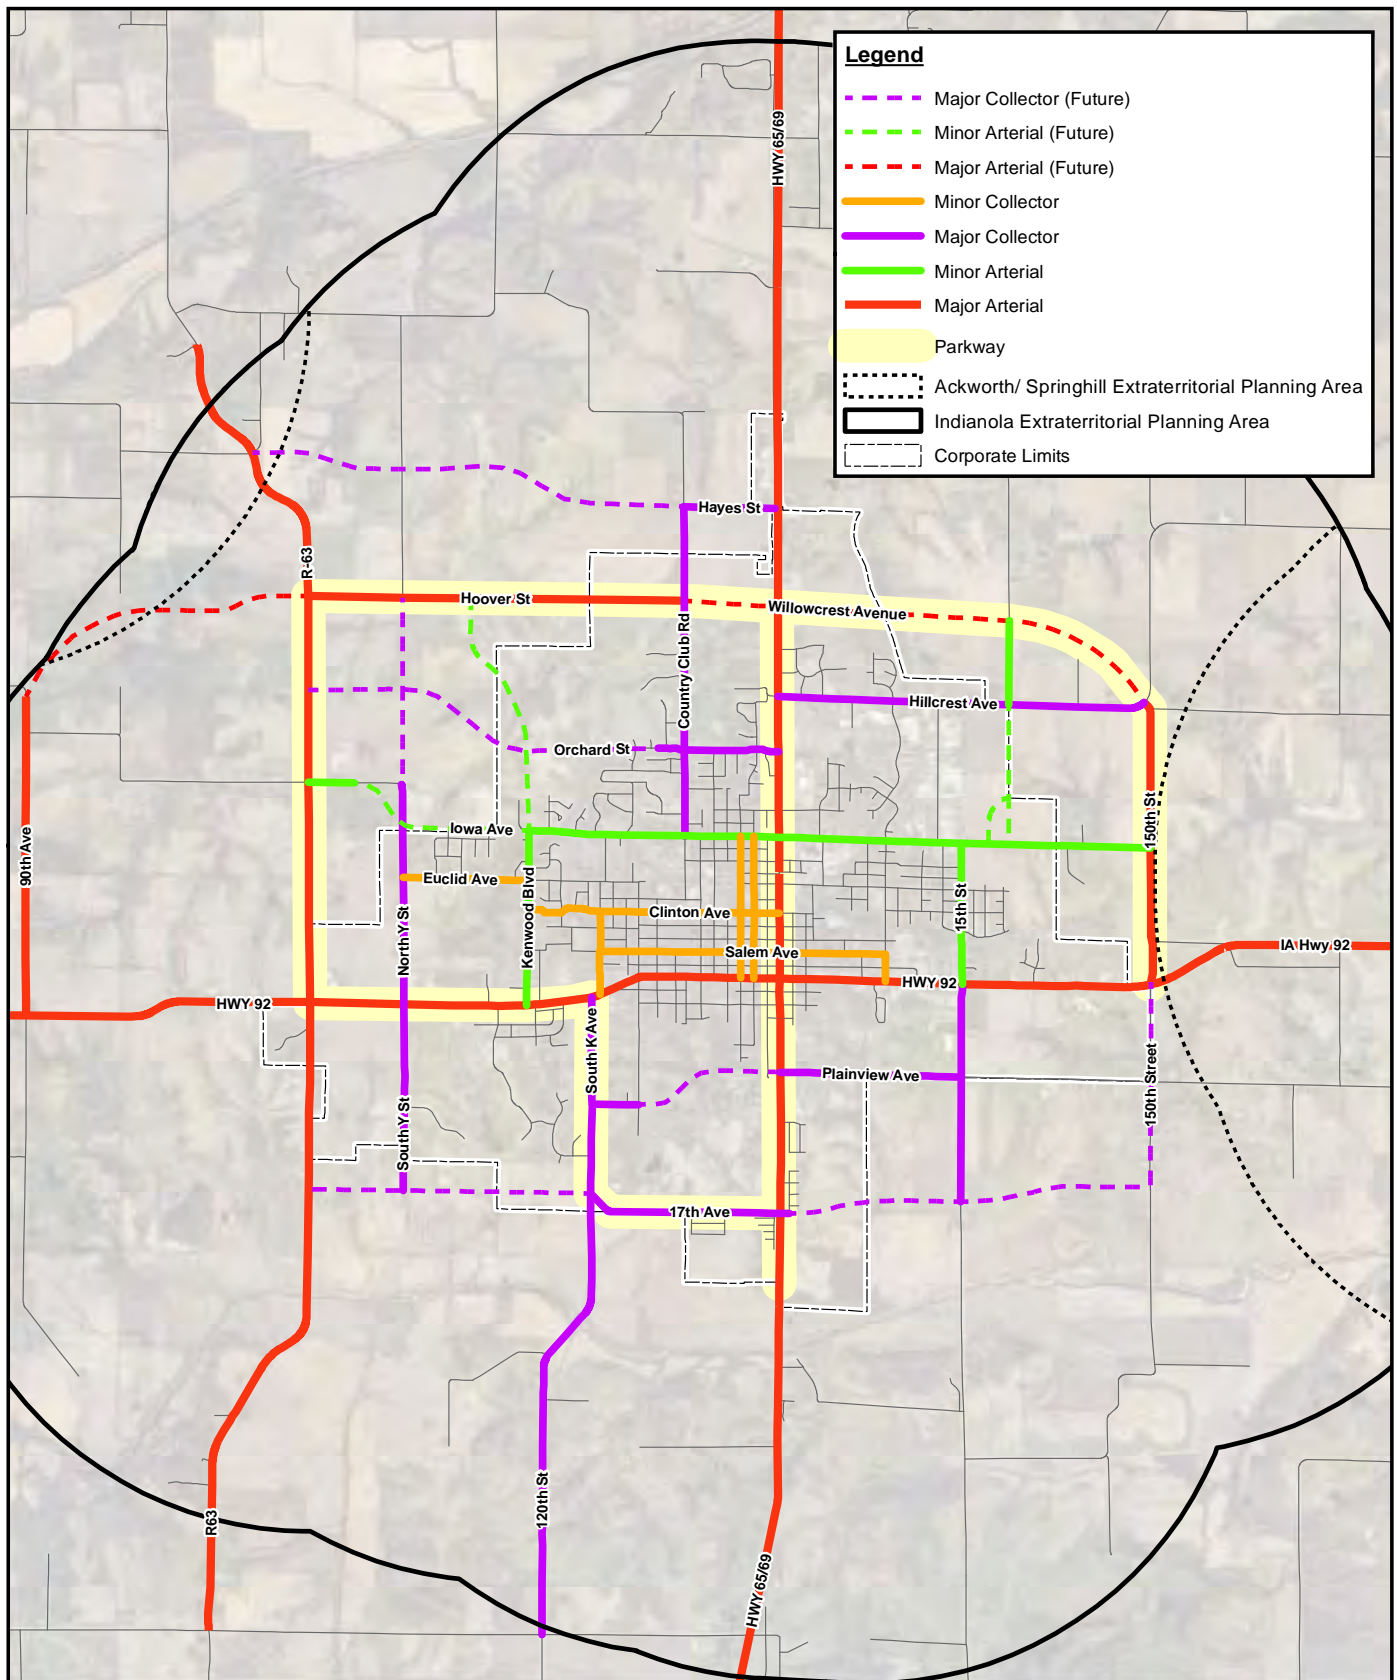 Legend
Major Collector (Future)
Minor Arterial (Future)
Major Arterial (Future)
Minor Collector
Major Collector
Minor Arterial
Major Arterial
Parkway
Ackworth/ Springhill Extraterritorial Planning Area
Indianola Extraterritorial Planning Area
Corporate Limits
HWY 65/69
Hayes St
R-63
Hoover St
Willowcrest Avenue
Country Club Rd
Hillcrest Ave
Orchard St
150th St
Iowa Ave
90th Ave
Euclid Ave
Kenwood Blvd
Clinton Ave
15th St
North Y St
Salem Ave
IA Hwy 92
HWY 92
HWY 92
South K Ave
Plainview Ave
150th Street
South Y St
17th Ave
120th St
R63
HWY 65/69